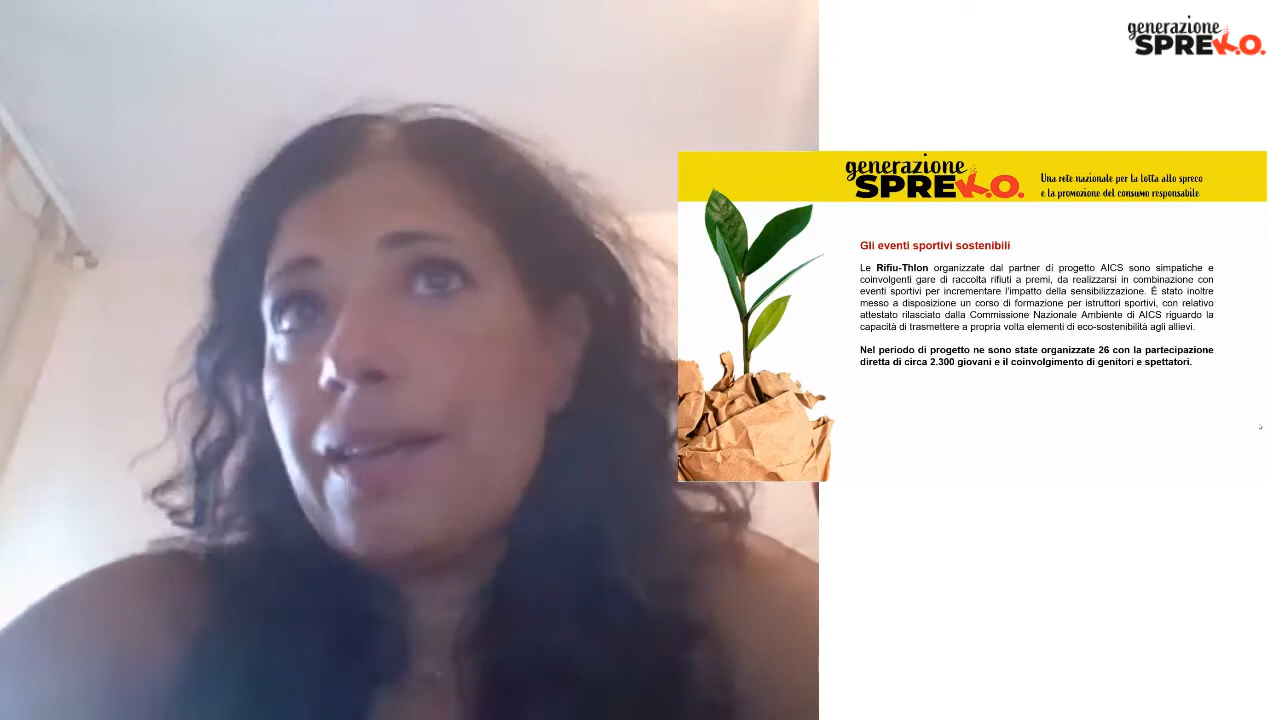 generazione
SPREK.O.
generazione
SPREK.O.
Una rete nazionale per la lotta allo spreco
e la promozione del consumo responsabile
Gli eventi sportivi sostenibili
Le Rifiu-Thlon organizzate dal partner di progetto AICS sono simpatiche e
coinvolgenti gare di raccolta rifiuti a premi, da realizzarsi in combinazione con
eventi sportivi per incrementare l'impatto della sensibilizzazione. È stato inoltre
messo a disposizione un corso di formazione per istruttori sportivi, con relativo
attestato rilasciato dalla Commissione Nazionale Ambiente di AICS riguardo la
capacità di trasmettere a propria volta elementi di eco-sostenibilità agli allievi.
Nel periodo di progetto ne sono state organizzate 26 con la partecipazione
diretta di circa 2.300 giovani e il coinvolgimento di genitori e spettatori.